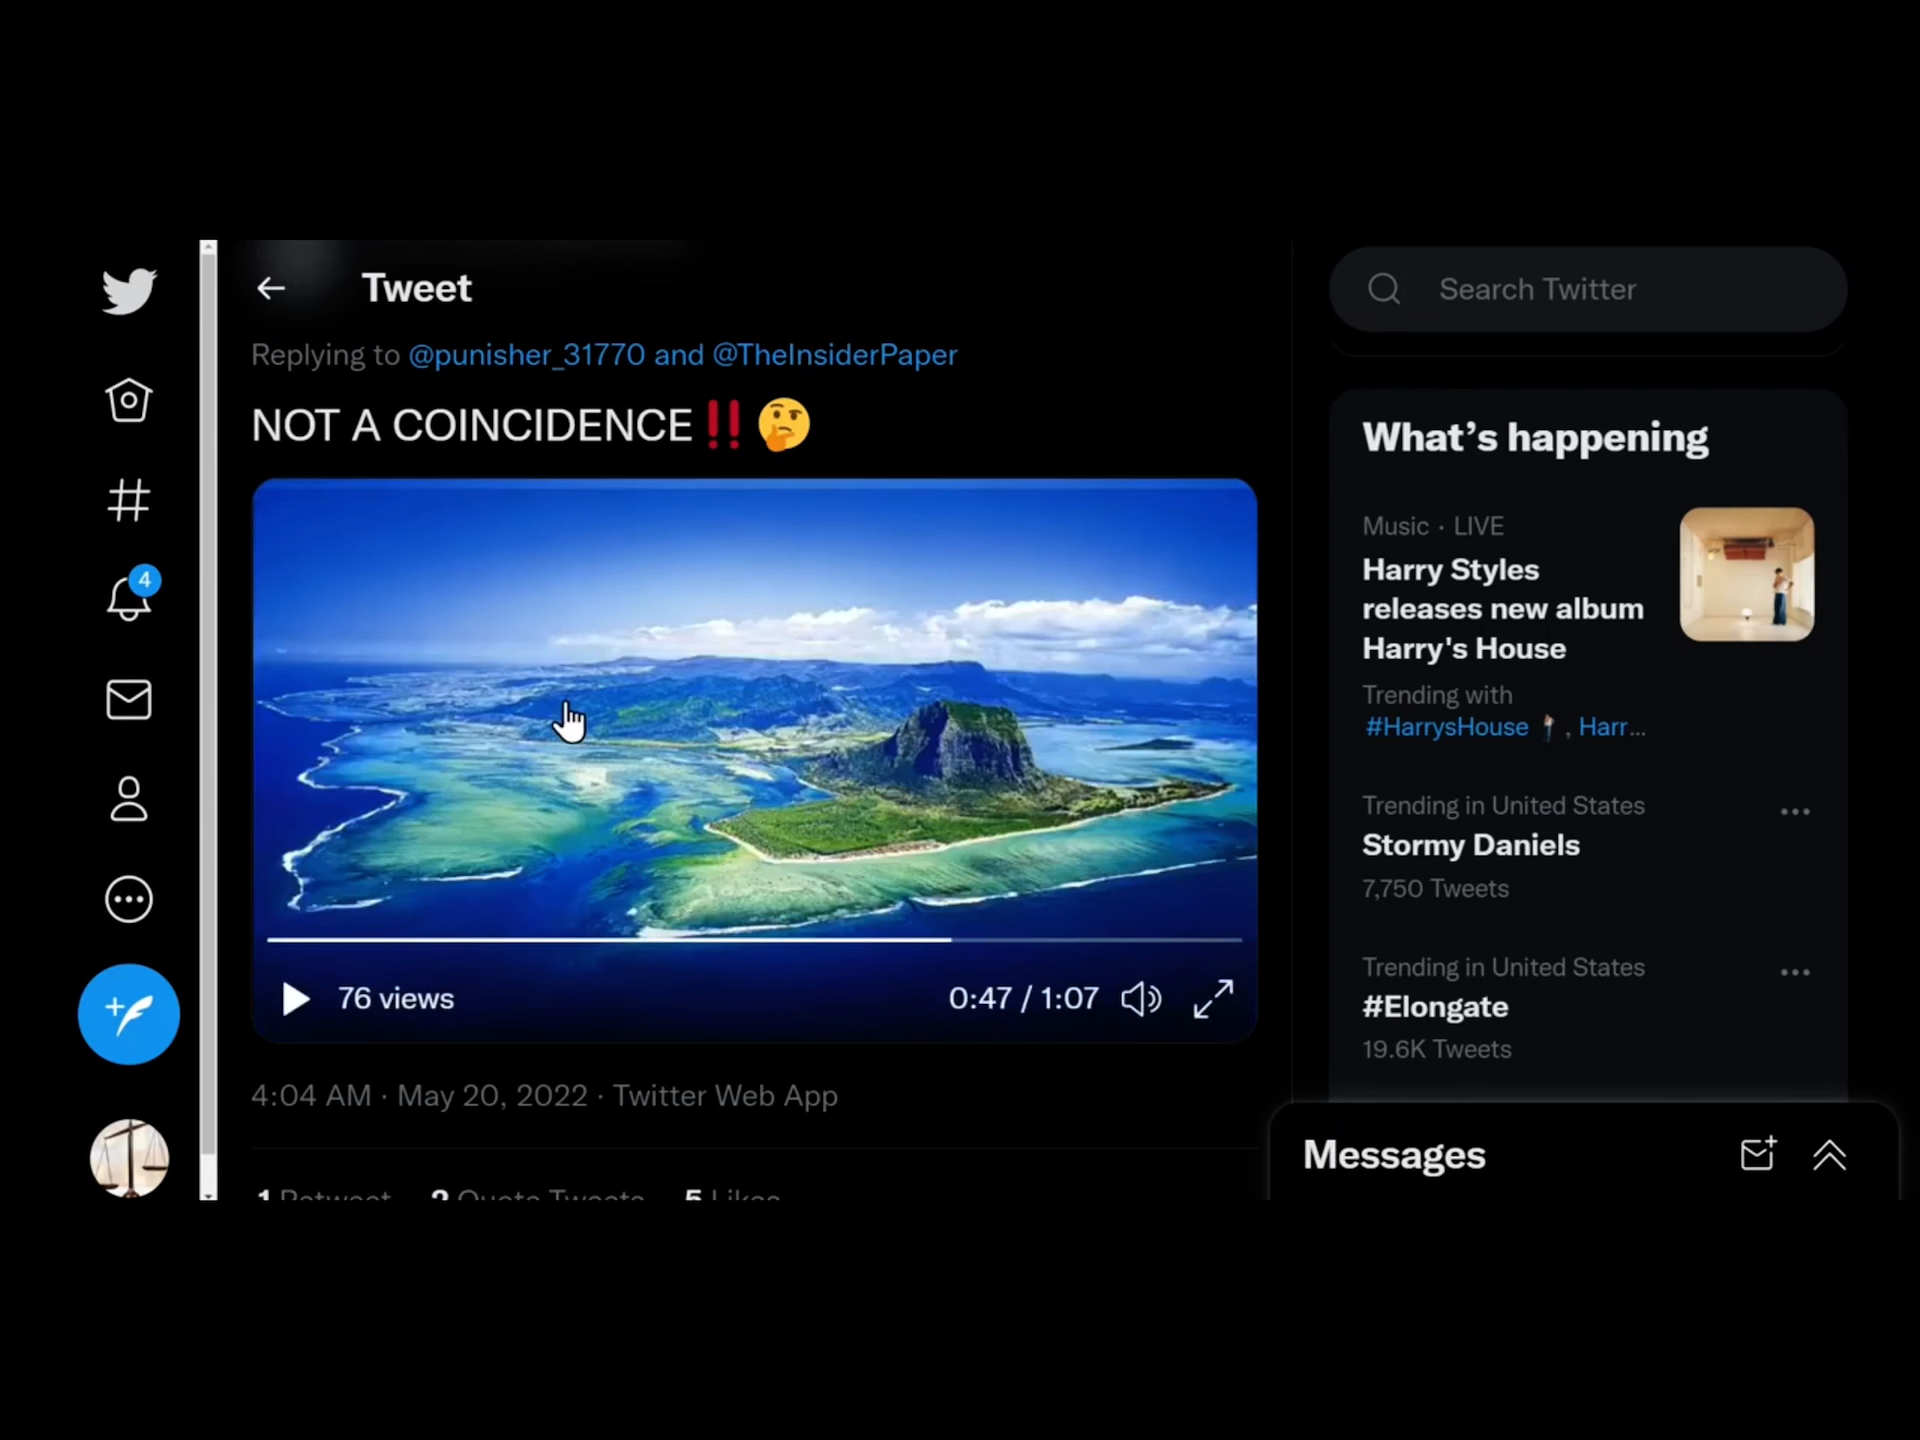 Tweet
Replying to @punisher_31770 and @TheInsiderPaper
NOT A COINCIDENCE‼️🤔
76 views
0:47 / 1:07
4:04 AM · May 20, 2022 · Twitter Web App
1 Retweet 2 Quote Tweets 5 Likes
4
Search Twitter
What's happening
Music · LIVE
Harry Styles
releases new album
Harry's House
Trending with
#HarrysHouse , Harr...
Trending in United States
Stormy Daniels
7,750 Tweets
Trending in United States
#Elongate
19.6K Tweets
Messages